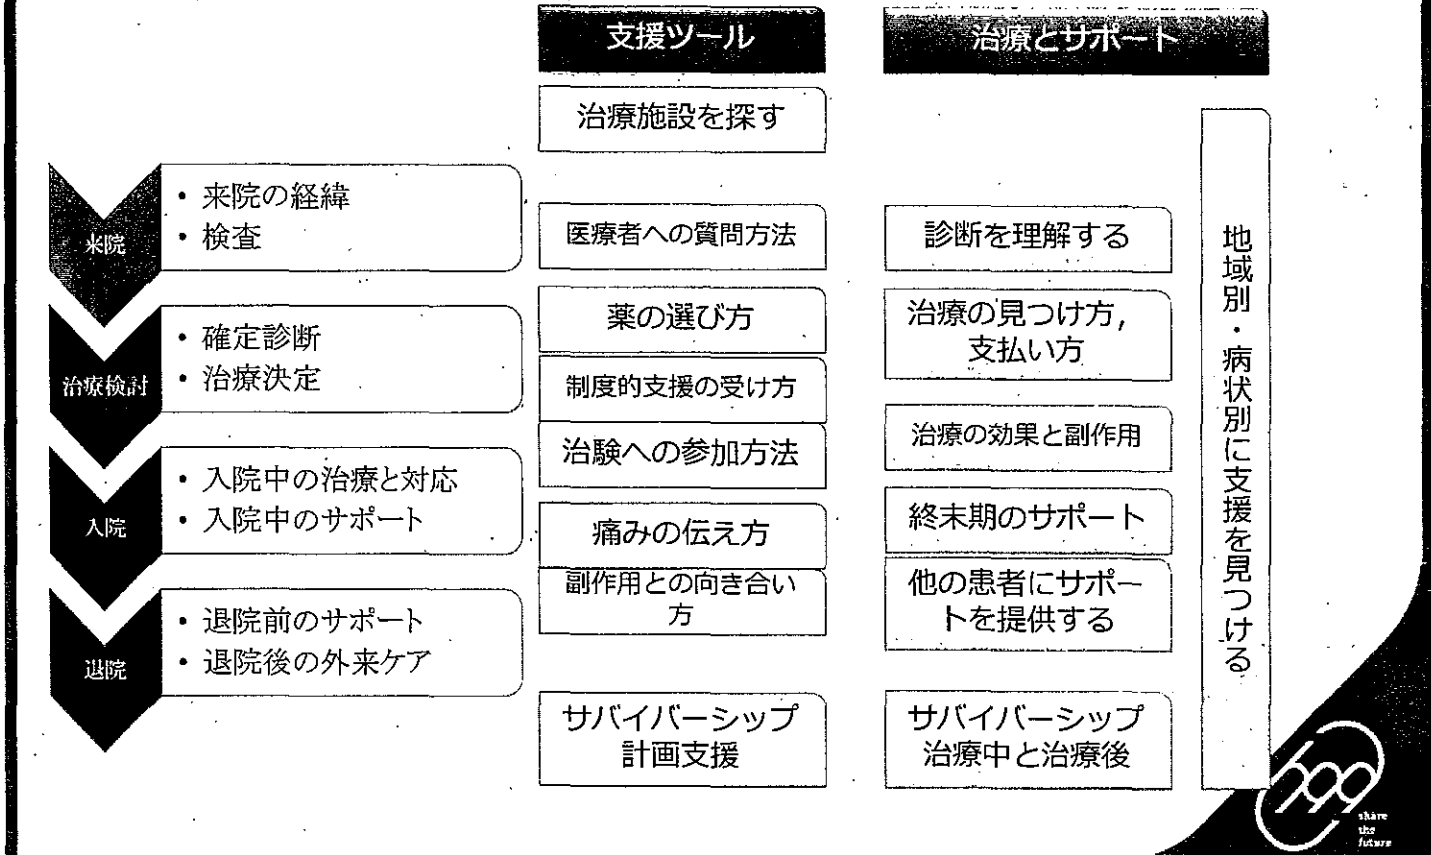 支援ツール
治療とサポート
治療施設を探す
来院
・来院の経緯
・検査
医療者への質問方法
診断を理解する
薬の選び方
治療の見つけ方,
支払い方
治療検討
・確定診断
・治療決定
制度的支援の受け方
治験への参加方法
治療の効果と副作用
入院
・入院中の治療と対応
・入院中のサポート
痛みの伝え方
終末期のサポート
副作用との向き合い
方
他の患者にサポー
トを提供する
退院
・退院前のサポート
・退院後の外来ケア
サバイバーシップ
計画支援
サバイバーシップ
治療中と治療後
地域別・病状別に支援を見つける
share
the
future